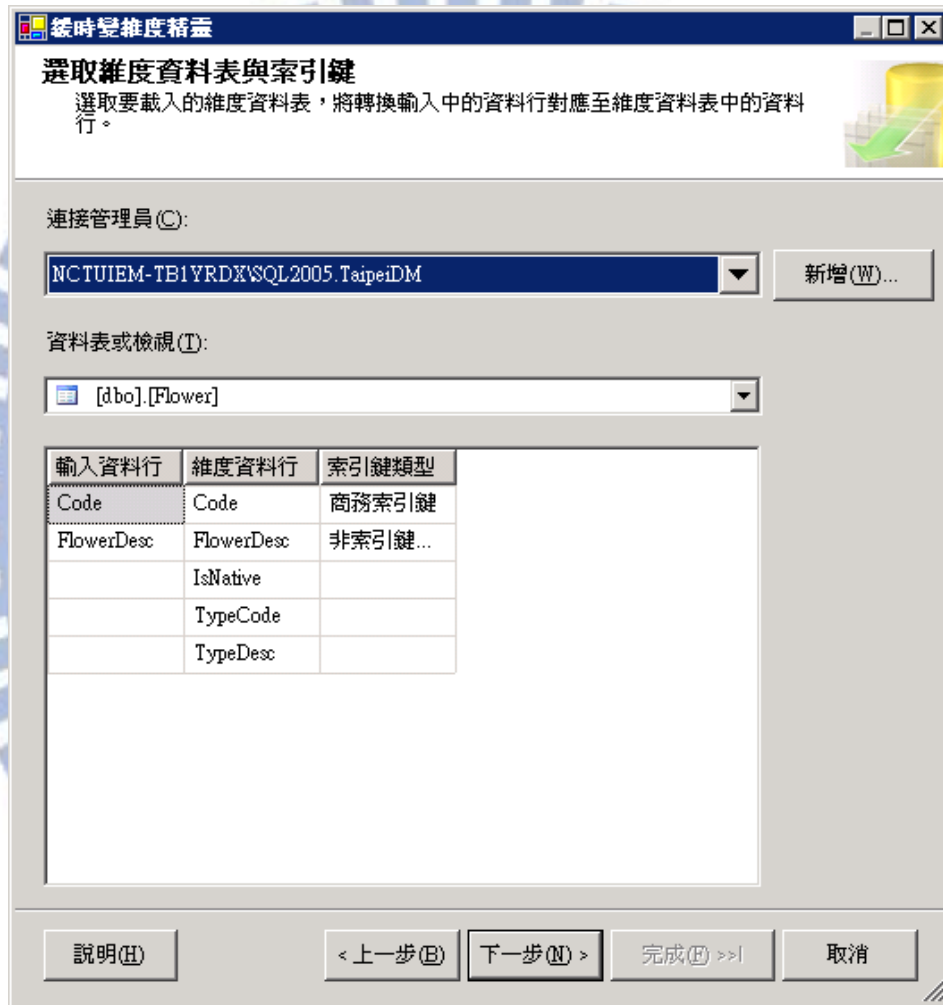 緩時變維度精靈
選取維度資料表與索引鍵
選取要載入的維度資料表，將轉換輸入中的資料行對應至維度資料表中的資料
行。
連接管理員(C):
NCTUIEM-TB1YRDX\SQL2005.TaipeiDM
新增(W)...
資料表或檢視(T):
[dbo].[Flower]
輸入資料行 維度資料行 索引鍵類型
Code Code 商務索引鍵
FlowerDesc FlowerDesc 非索引鍵...
IsNative
TypeCode
TypeDesc
說明(H) <上一步(B) 下一步(N) > 完成(F) >>| 取消